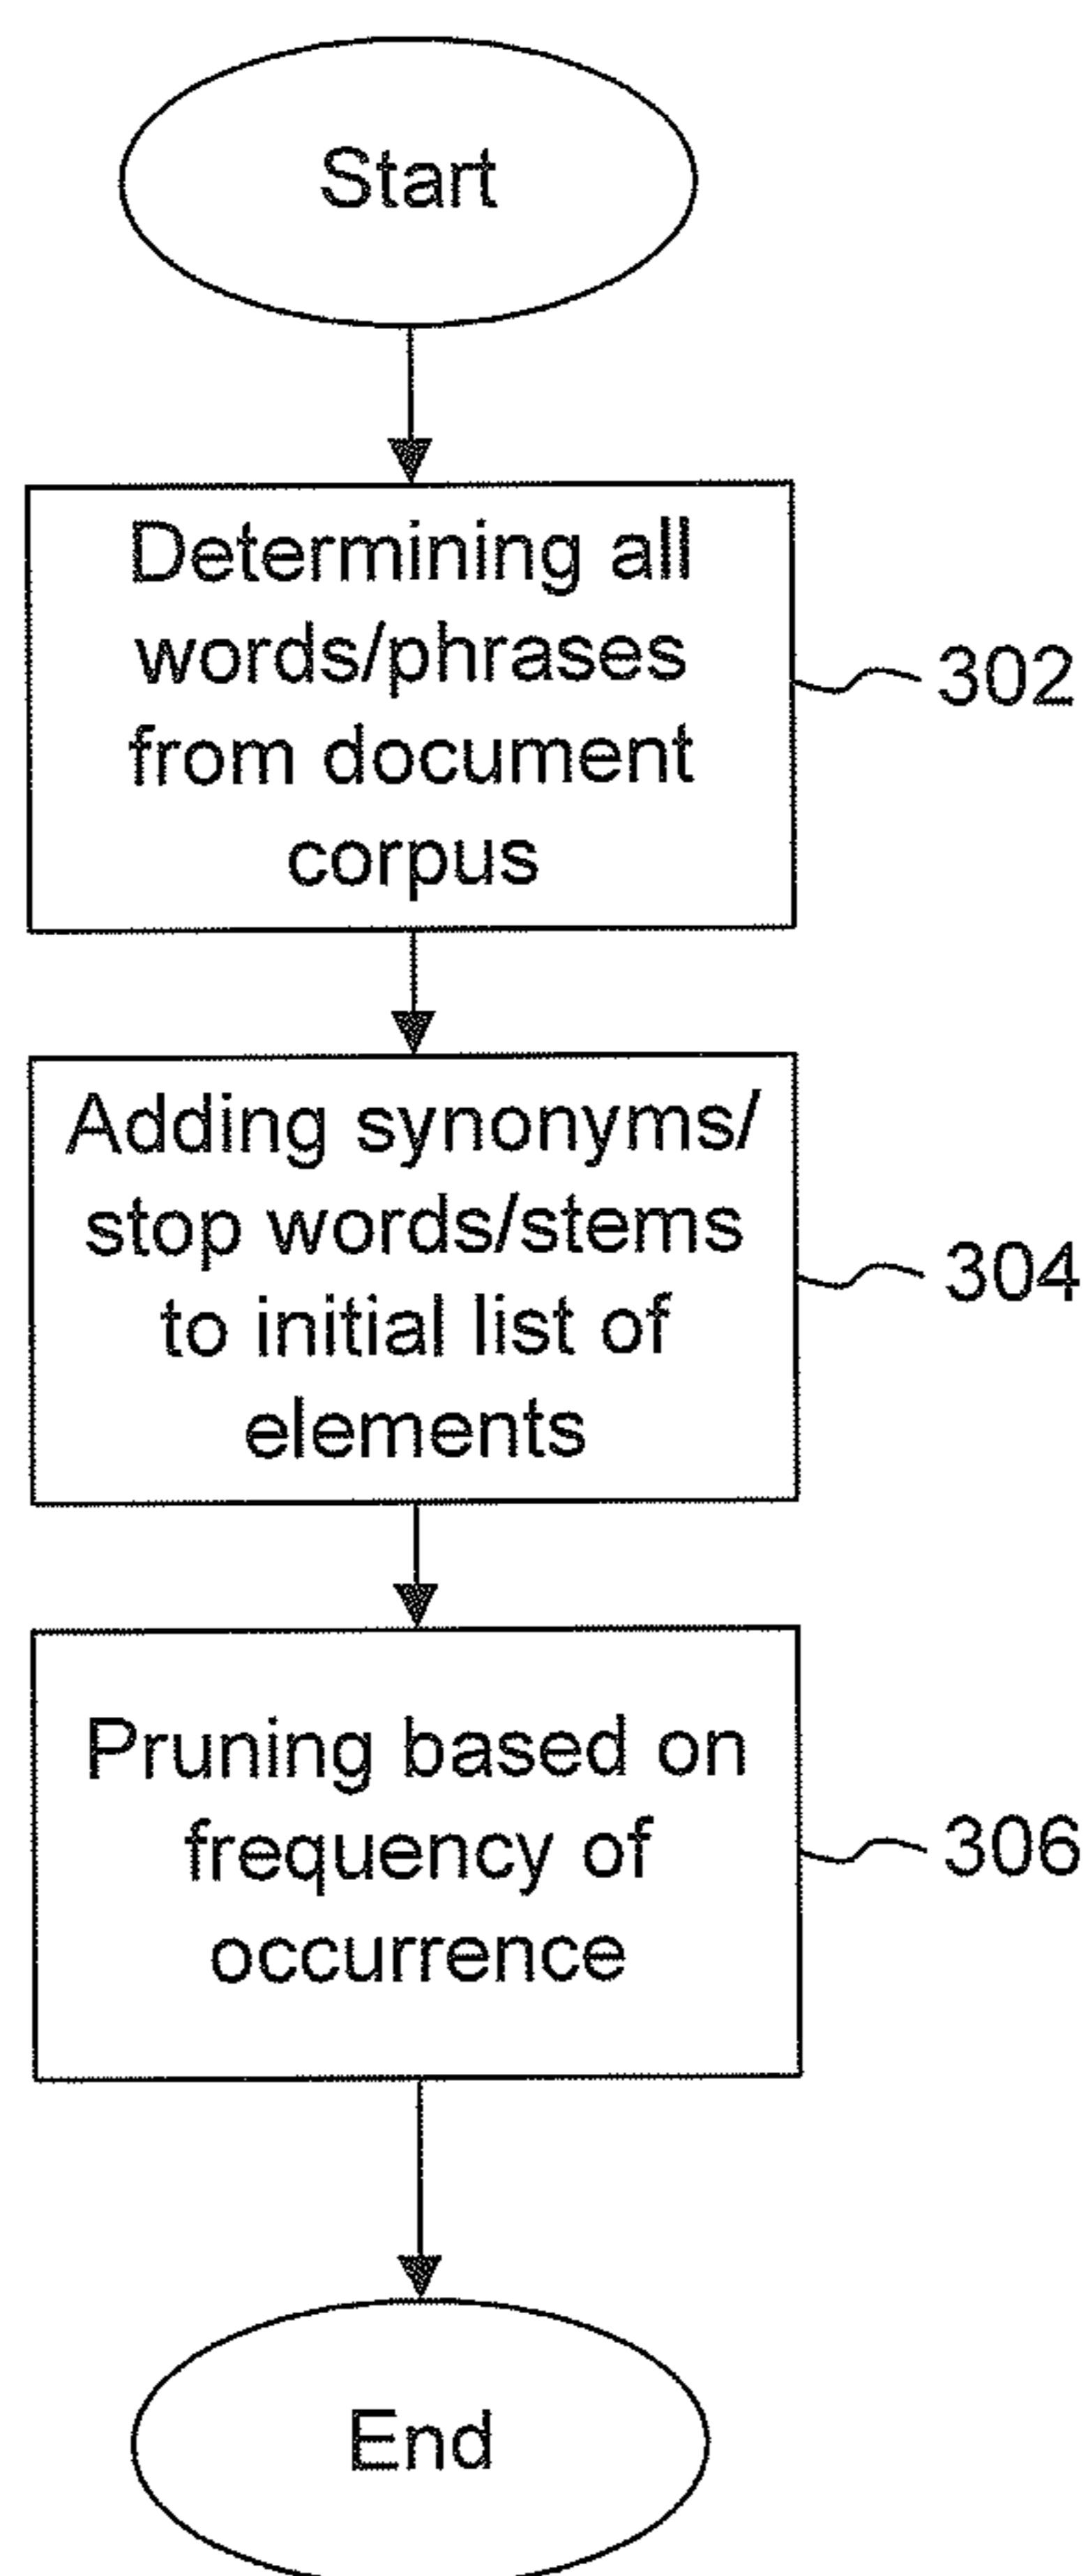 Start
Determining all
words/phrases
from document
corpus
302
Adding synonyms/
stop words/stems
to initial list of
elements
304
Pruning based on
frequency of
occurrence
306
End